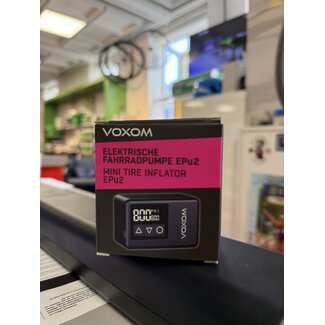 VOXOM
ELEKTRISCHE
FAHRRADPUMPE EPu2
MINI TIRE INFLATOR
EPu2
VOXOM